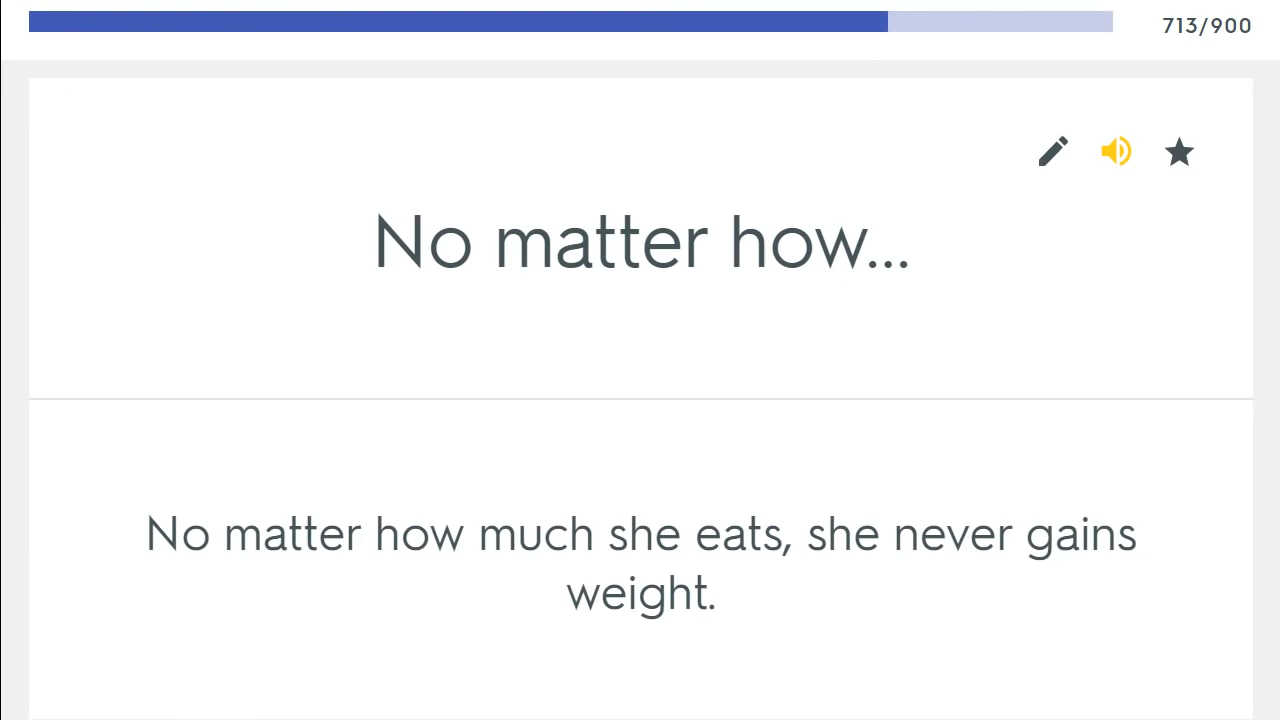 713/900
No matter how...
No matter how much she eats, she never gains
weight.